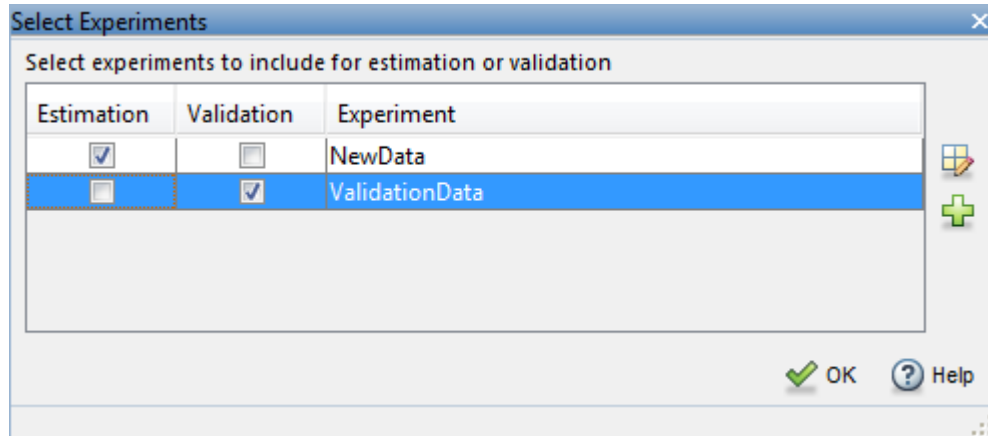 Select Experiments
Select experiments to include for estimation or validation
Estimation Validation Experiment
NewData
ValidationData
OK Help